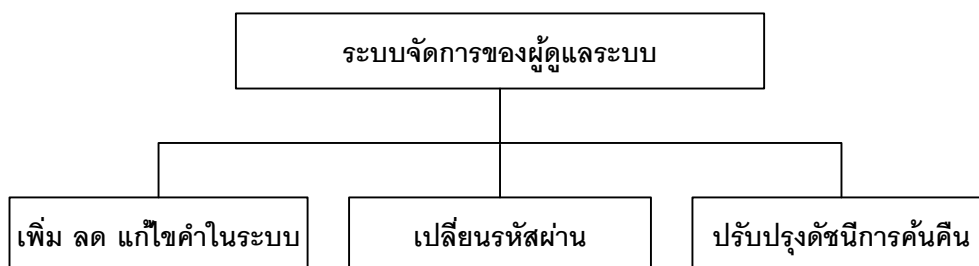 ระบบจัดการของผู้ดูแลระบบ
เพิ่ม ลด แก้ไขคำในระบบ
เปลี่ยนรหัสผ่าน
ปรับปรุงดัชนีการค้นคืน